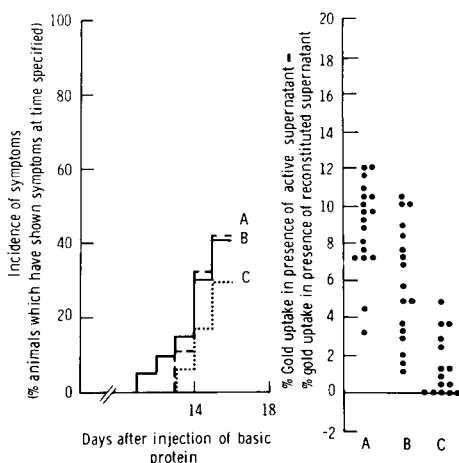 Incidence of symptoms
(% animals which have shown symptoms at time specified)
100
80
60
40
20
0
A
B
C
14
18
Days after injection of basic
protein
% Gold uptake in presence of active supernatant –
% gold uptake in presence of reconstituted supernatant
20
18
16
14
12
10
8
6
4
2
0
-2
A
B
C